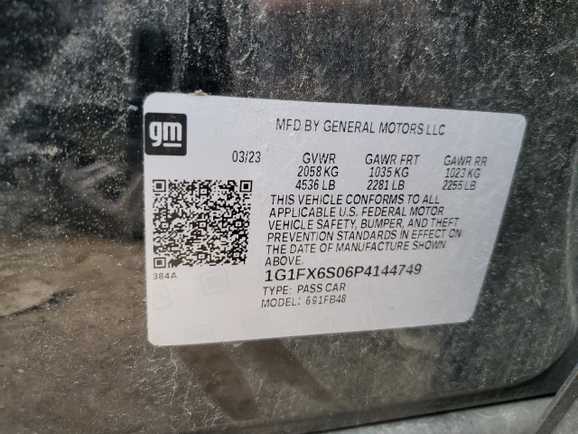 gm
MFD BY GENERAL MOTORS LLC
03/23 GVWR GAWR FRT GAWR RR
2058 KG 1035 KG 1023 KG
4536 LB 2281 LB 2255 LB
THIS VEHICLE CONFORMS TO ALL
APPLICABLE U.S. FEDERAL MOTOR
VEHICLE SAFETY, BUMPER, AND THEFT
PREVENTION STANDARDS IN EFFECT ON
THE DATE OF MANUFACTURE SHOWN
ABOVE.
384A
1G1FX6S06P4144749
TYPE: PASS CAR
MODEL: 691FB48